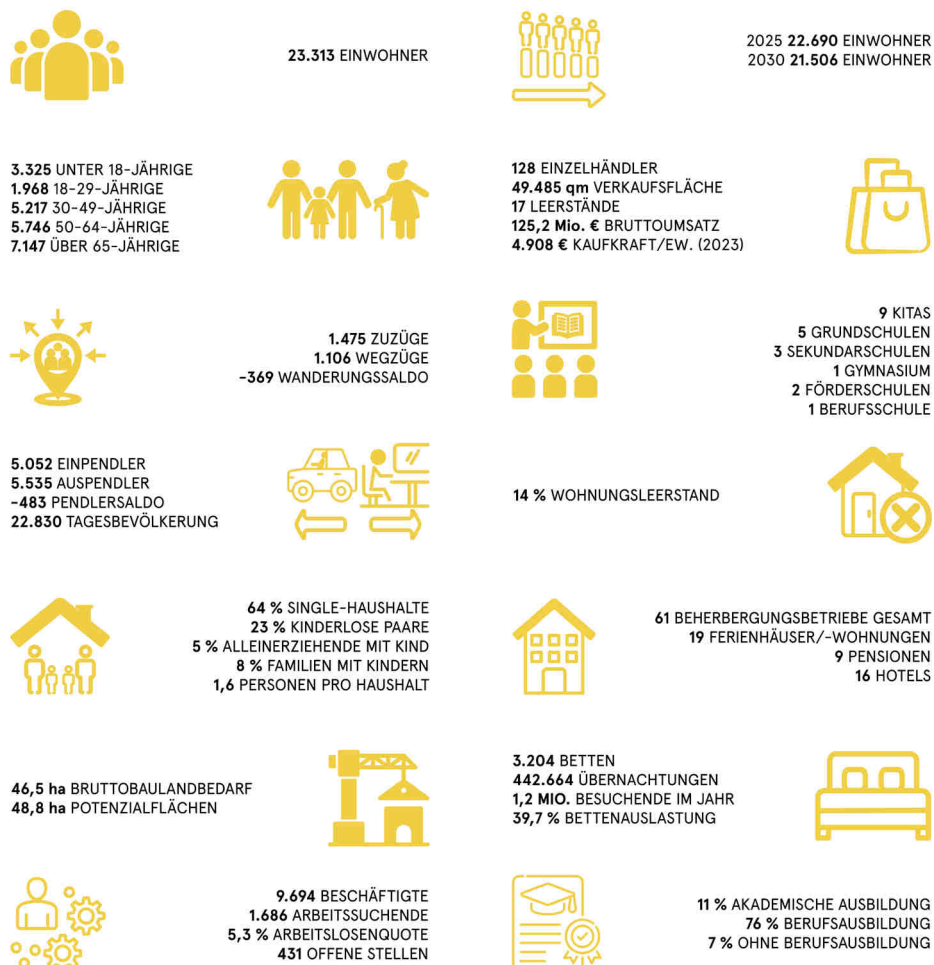 23.313 EINWOHNER
2025 22.690 EINWOHNER
2030 21.506 EINWOHNER
3.325 UNTER 18-JÄHRIGE
1.968 18-29-JÄHRIGE
5.217 30-49-JÄHRIGE
5.746 50-64-JÄHRIGE
7.147 ÜBER 65-JÄHRIGE
128 EINZELHÄNDLER
49.485 qm VERKAUFSFLÄCHE
17 LEERSTÄNDE
125,2 Mio. € BRUTTOUMSATZ
4.908 € KAUFKRAFT/EW. (2023)
1.475 ZUZÜGE
1.106 WEGZÜGE
-369 WANDERUNGSSALDO
9 KITAS
5 GRUNDSCHULEN
3 SEKUNDARSCHULEN
1 GYMNASIUM
2 FÖRDERSCHULEN
1 BERUFSSCHULE
5.052 EINPENDLER
5.535 AUSPENDLER
-483 PENDLERSALDO
22.830 TAGESBEVÖLKERUNG
14 % WOHNUNGSLEERSTAND
64 % SINGLE-HAUSHALTE
23 % KINDERLOSE PAARE
5 % ALLEINERZIEHENDE MIT KIND
8 % FAMILIEN MIT KINDERN
1,6 PERSONEN PRO HAUSHALT
61 BEHERBERGUNGSBETRIEBE GESAMT
19 FERIENHÄUSER/-WOHNUNGEN
9 PENSIONEN
16 HOTELS
46,5 ha BRUTTOBAULANDBEDARF
48,8 ha POTENZIALFLÄCHEN
3.204 BETTEN
442.664 ÜBERNACHTUNGEN
1,2 MIO. BESUCHENDE IM JAHR
39,7 % BETTENAUSLASTUNG
9.694 BESCHÄFTIGTE
1.686 ARBEITSSUCHENDE
5,3 % ARBEITSLOSENQUOTE
431 OFFENE STELLEN
11 % AKADEMISCHE AUSBILDUNG
76 % BERUFSAUSBILDUNG
7 % OHNE BERUFSAUSBILDUNG